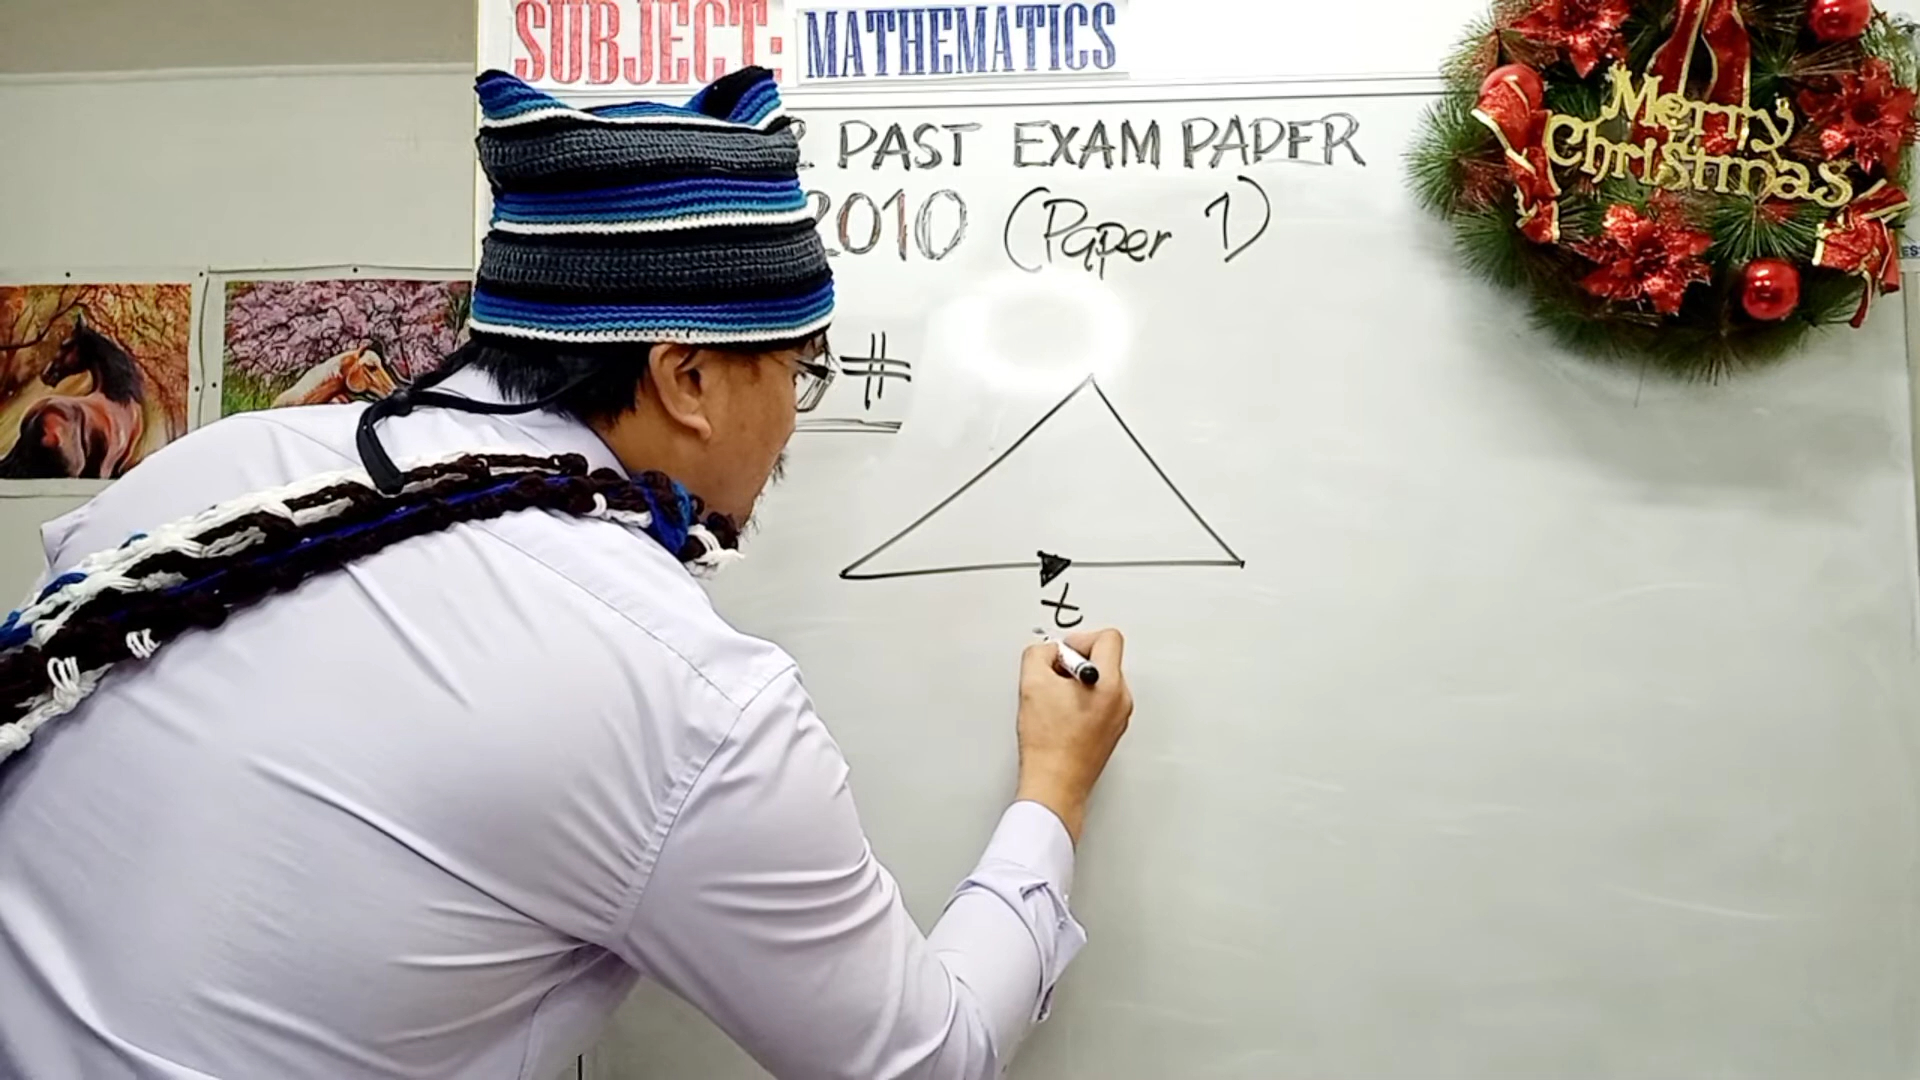 SUBJECT: MATHEMATICS
PAST EXAM PAPER
2010 (Paper 1)
#
t
Merry
Christmas